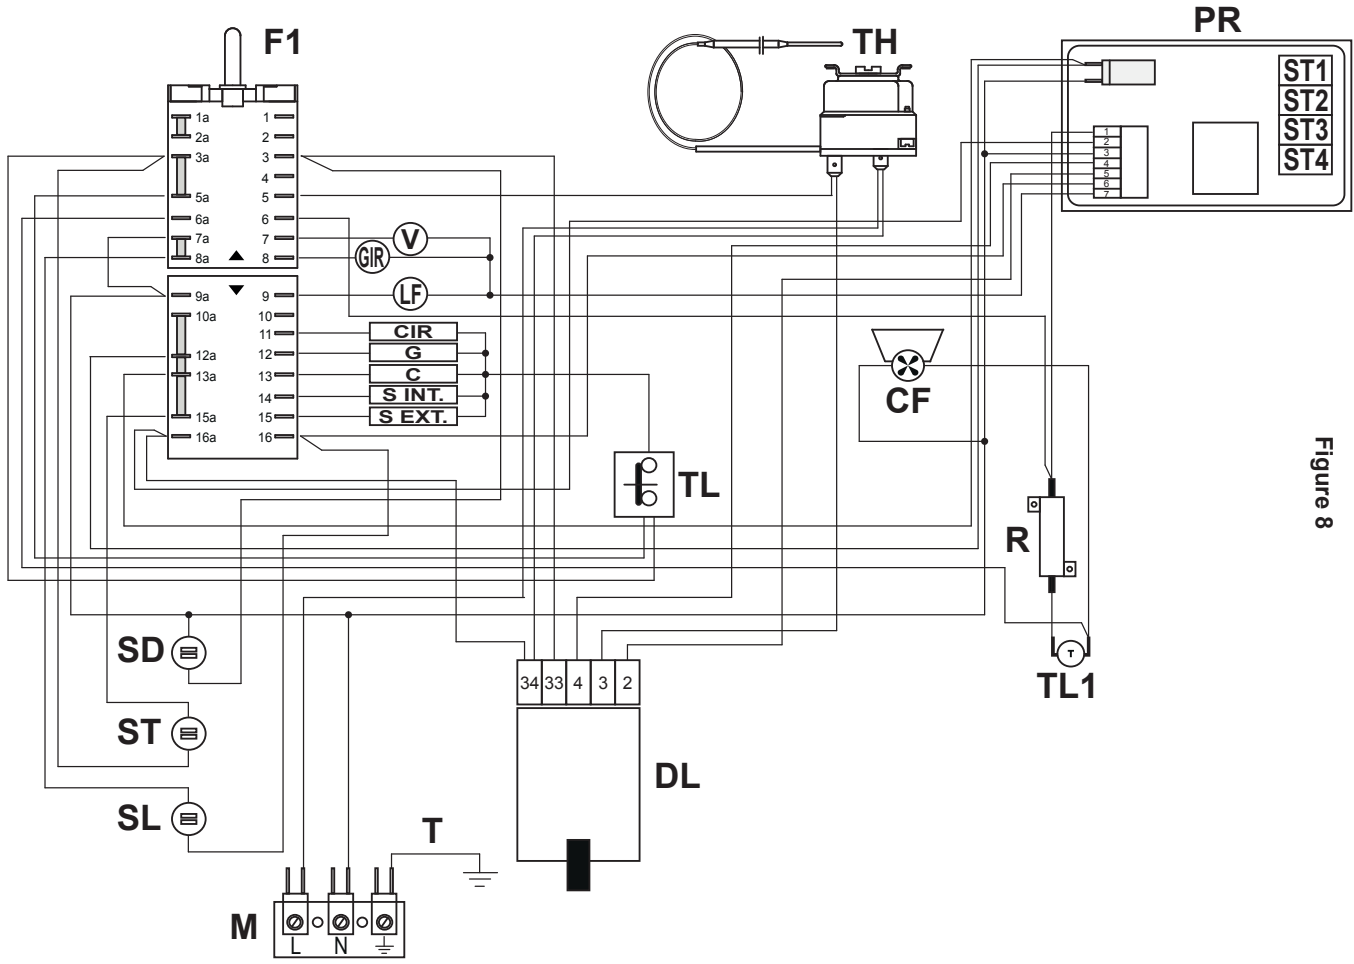 PR
F1
TH
ST1
ST2
ST3
ST4
1a 1
2a 2
3a 3
4
5a 5
6a 6
7a 7
8a 8
9a 9
10a 10
11
12a 12
13a 13
14
15a 15
16a 16
V
GIR
LF
CIR
G
C
S INT.
S EXT.
1
2
3
4
5
6
7
CF
Figure 8
TL
R
SD
34 33 4 3 2
T
TL1
ST
DL
SL
T
M
L N